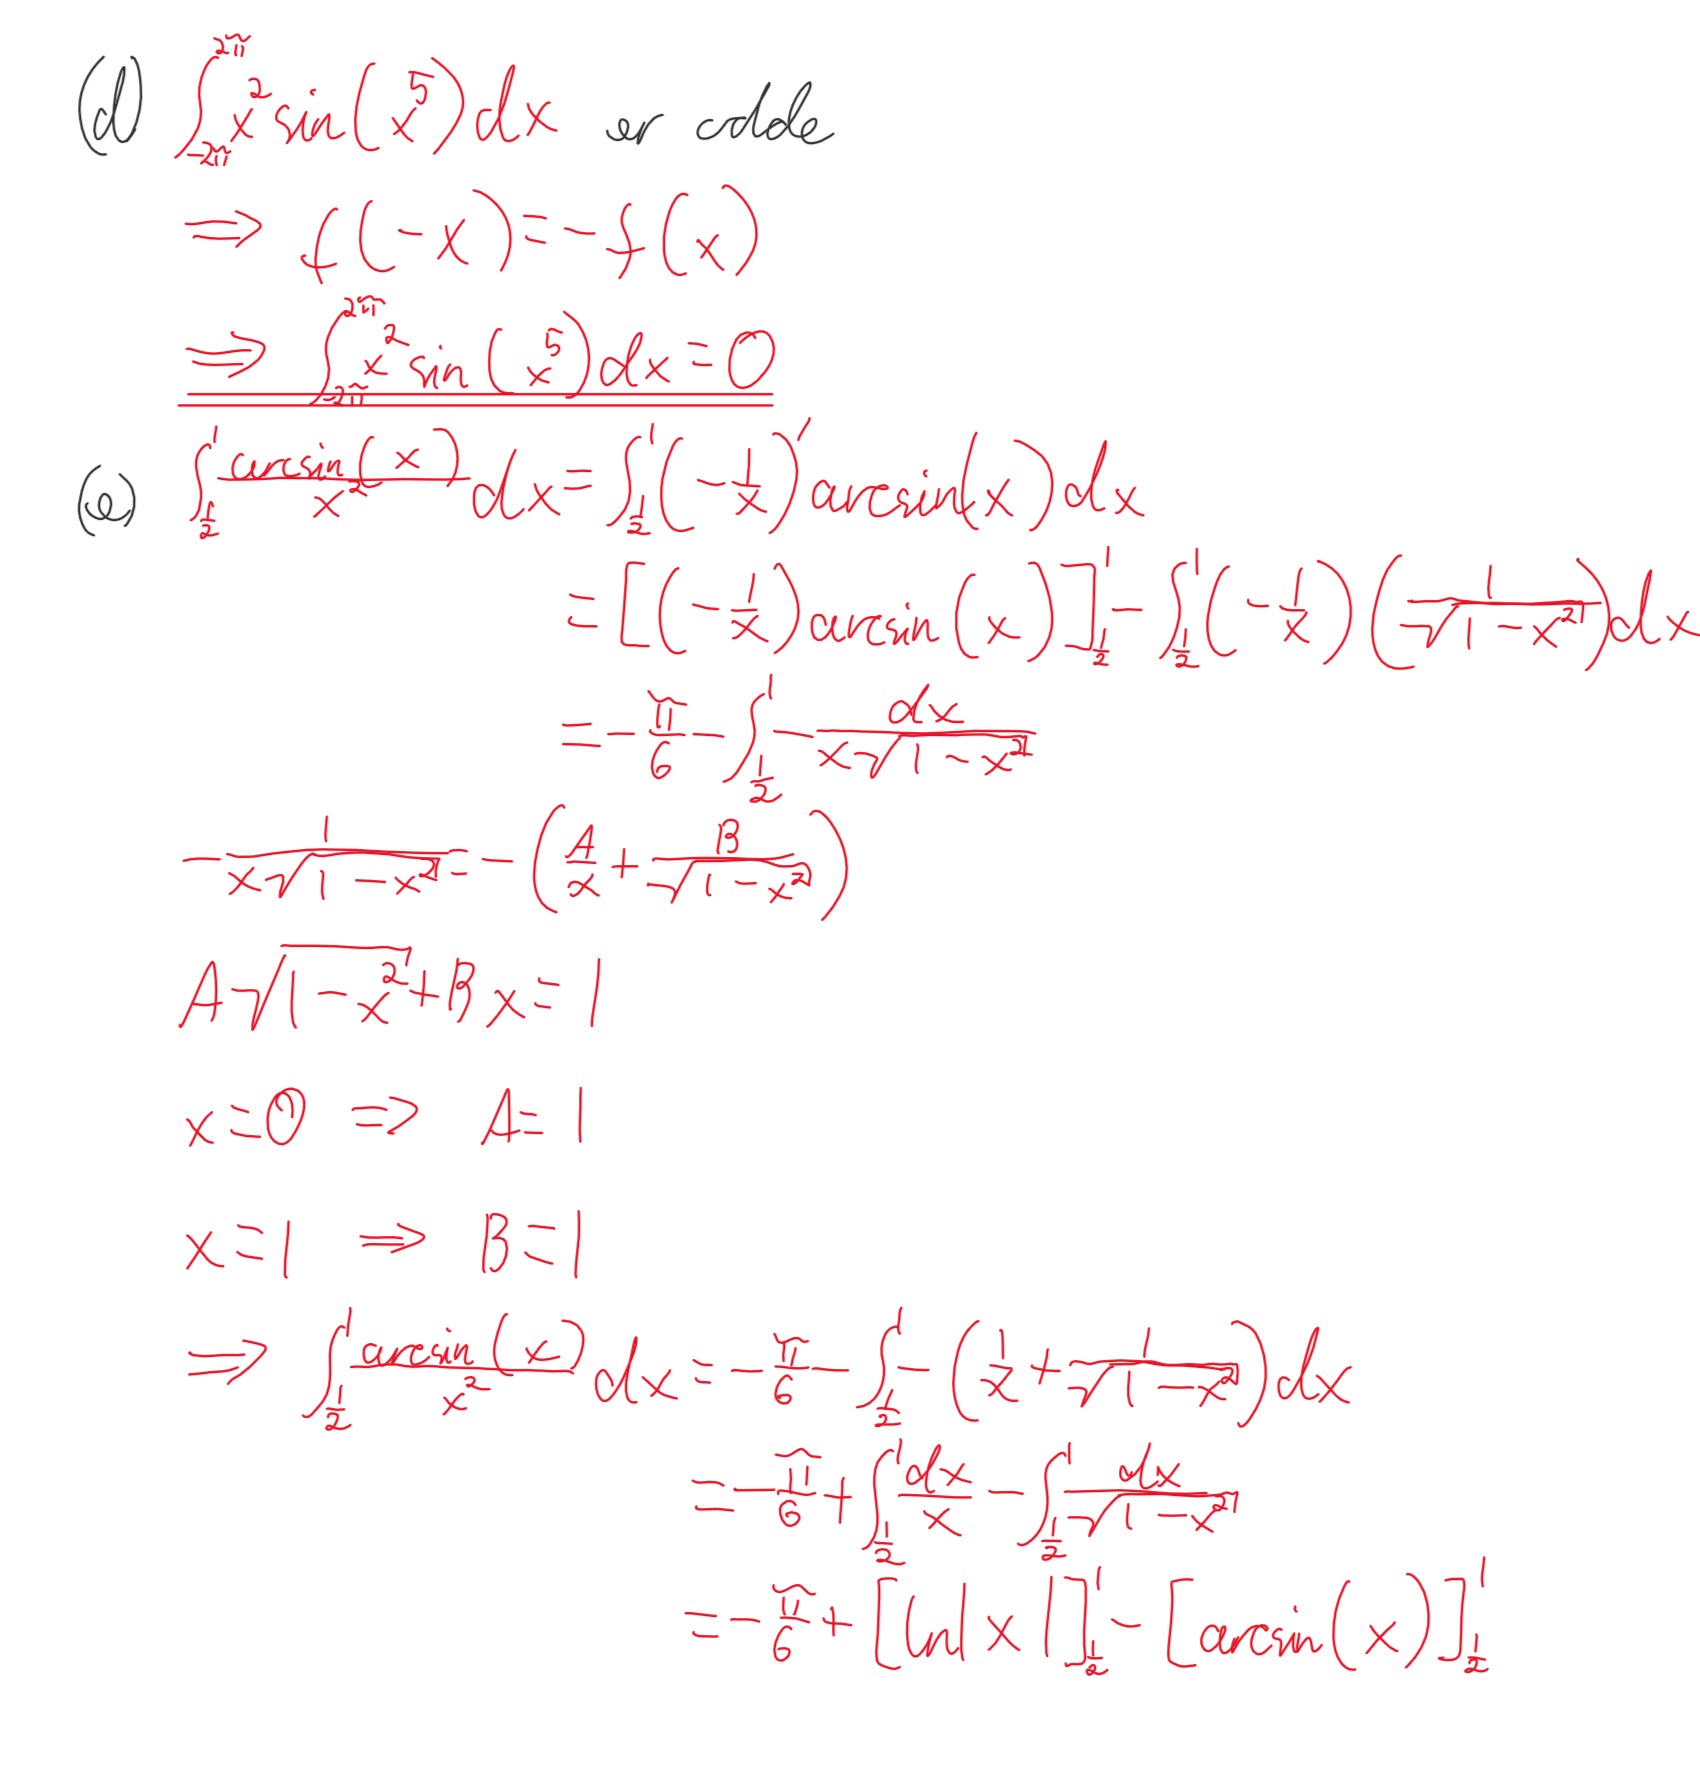 (d) ∫_{-2π}^{2π} x² sin(x⁵) dx er odde
⇒ f(-x) = -f(x)
⇒ ∫_{-2π}^{2π} x² sin(x⁵) dx = 0
(e) ∫_{1/2}^{1} arcsin(x)/x² dx = ∫_{1/2}^{1} (-1/x)' arcsin(x) dx
= [(-1/x) arcsin(x)]_{1/2}^{1} - ∫_{1/2}^{1} (-1/x) (1/√(1-x²)) dx
= -π/6 - ∫_{1/2}^{1} - dx/(x√(1-x²))
-1/(x√(1-x²)) = -(A/x + B/√(1-x²))
A√(1-x²) + Bx = 1
x = 0 ⇒ A = 1
x = 1 ⇒ B = 1
⇒ ∫_{1/2}^{1} arcsin(x)/x² dx = -π/6 - ∫_{1/2}^{1} - (1/x + 1/√(1-x²)) dx
= -π/6 + ∫_{1/2}^{1} dx/x - ∫_{1/2}^{1} dx/√(1-x²)
= -π/6 + [ln|x|]_{1/2}^{1} - [arcsin(x)]_{1/2}^{1}